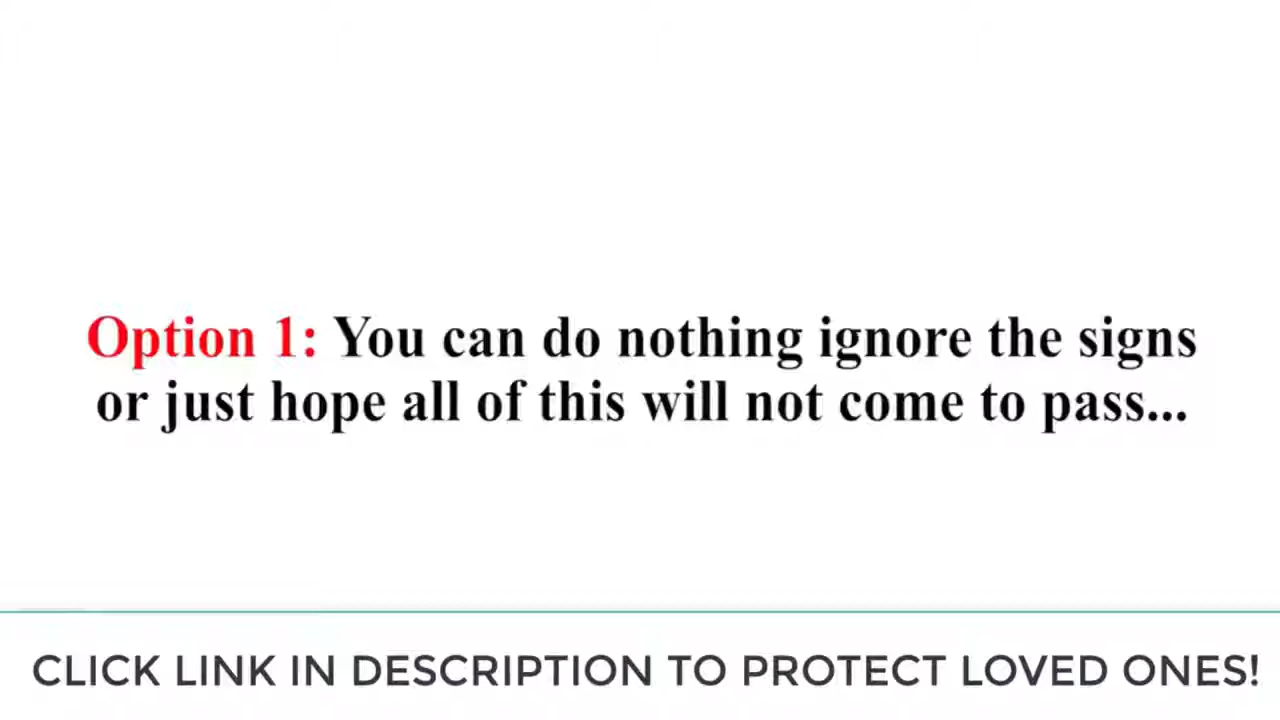 Option 1: You can do nothing ignore the signs
or just hope all of this will not come to pass...
CLICK LINK IN DESCRIPTION TO PROTECT LOVED ONES!